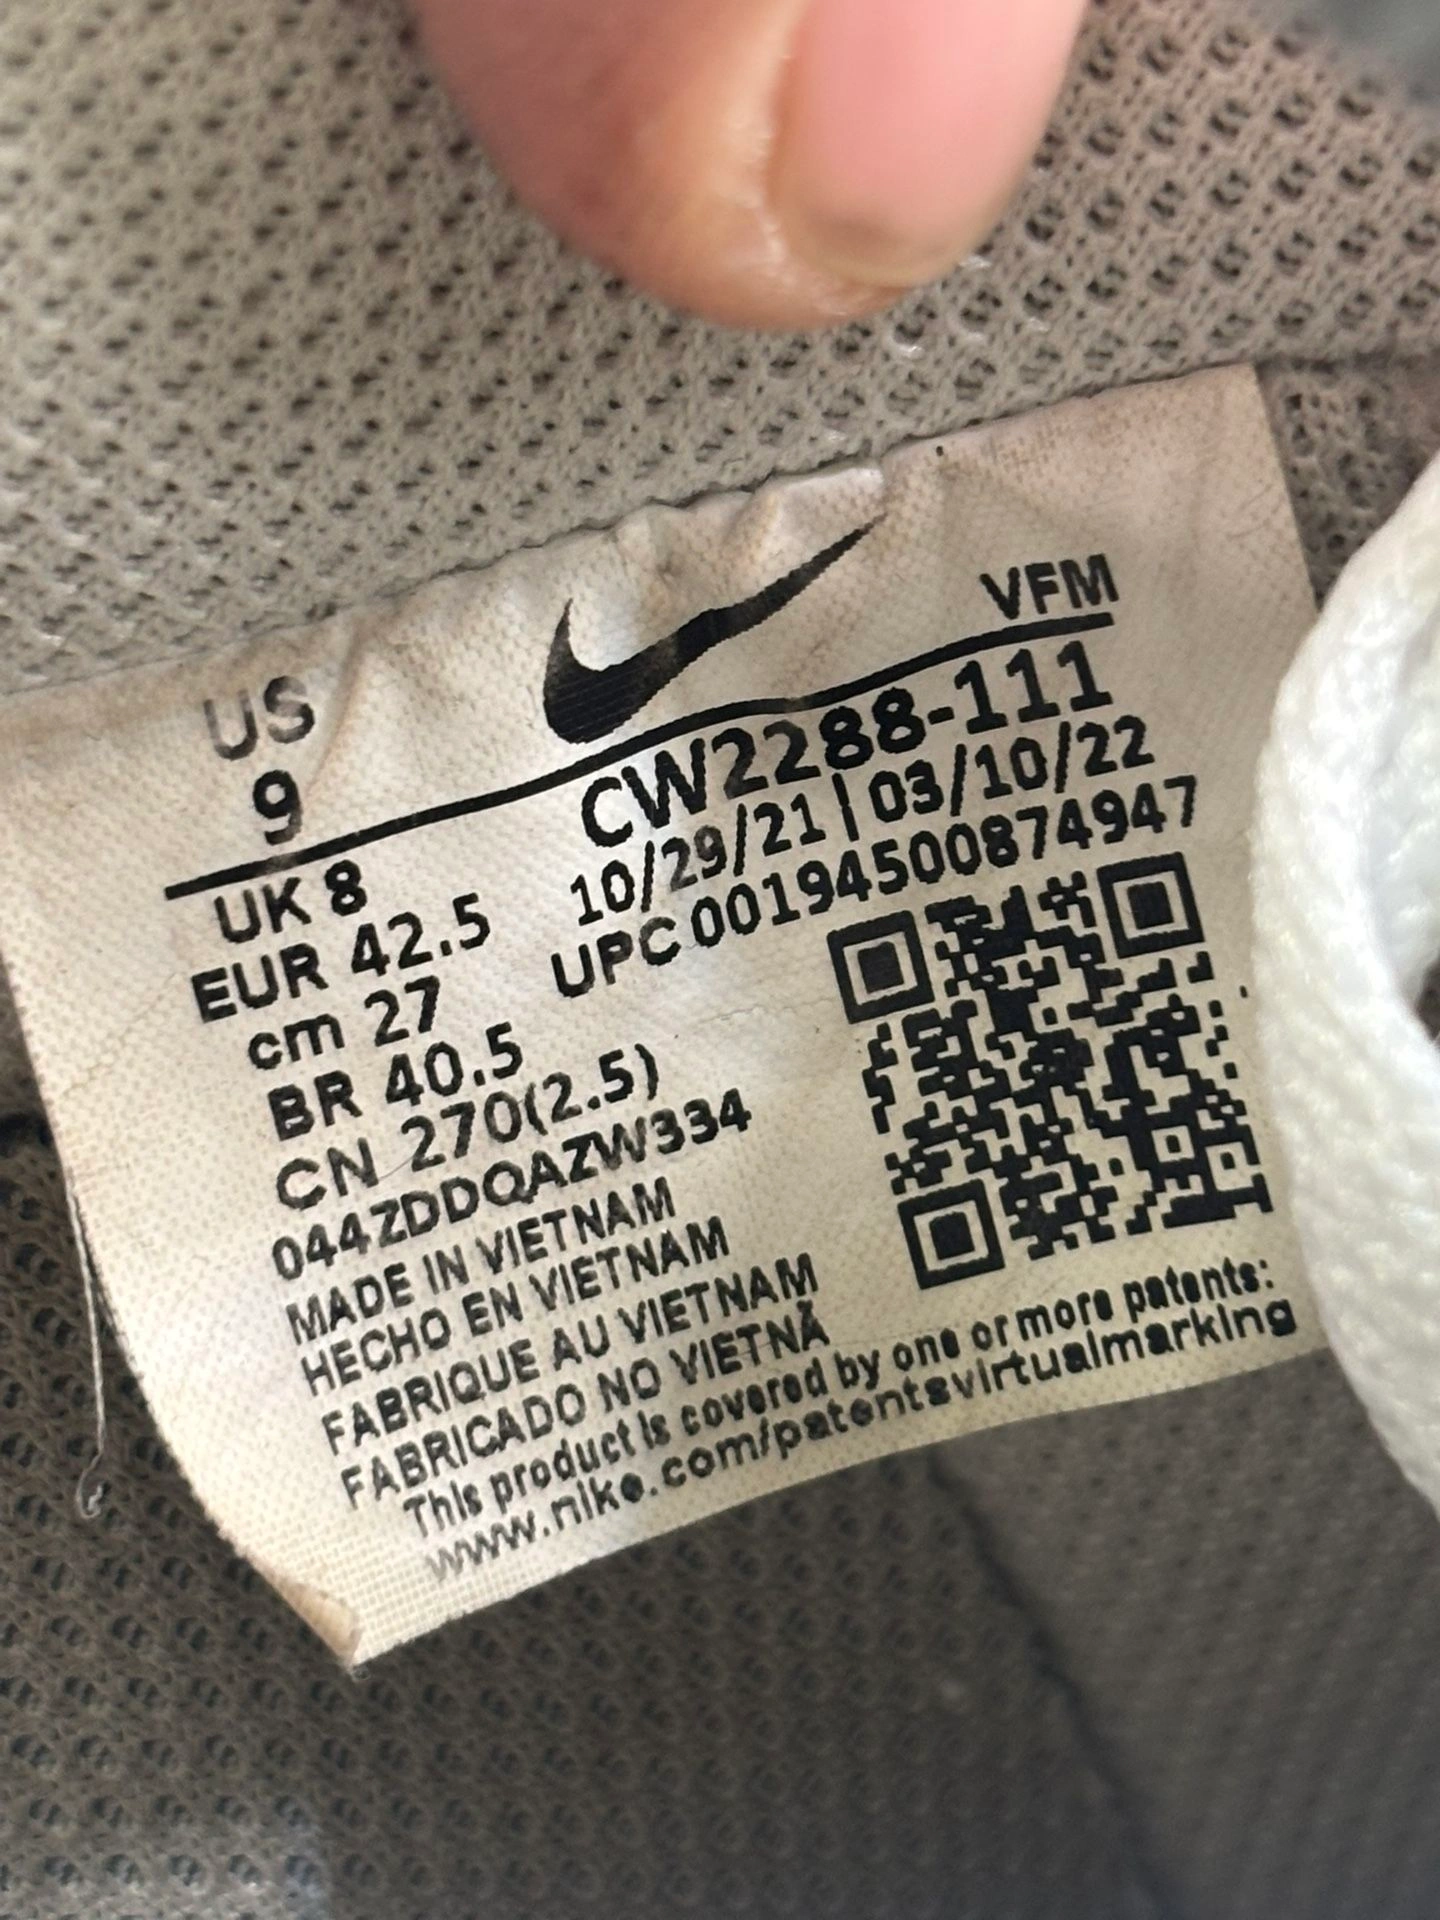 VFM
US
9
CW2288-111
10/29/21 | 03/10/22
UPC 00194500874947
UK 8
EUR 42.5
cm 27
BR 40.5
CN 270(2.5)
044ZDDQAZW334
MADE IN VIETNAM
HECHO EN VIETNAM
FABRIQUE AU VIETNAM
FABRICADO NO VIETNÃ
This product is covered by one or more patents:
www.nike.com/patentsvirtualmarking